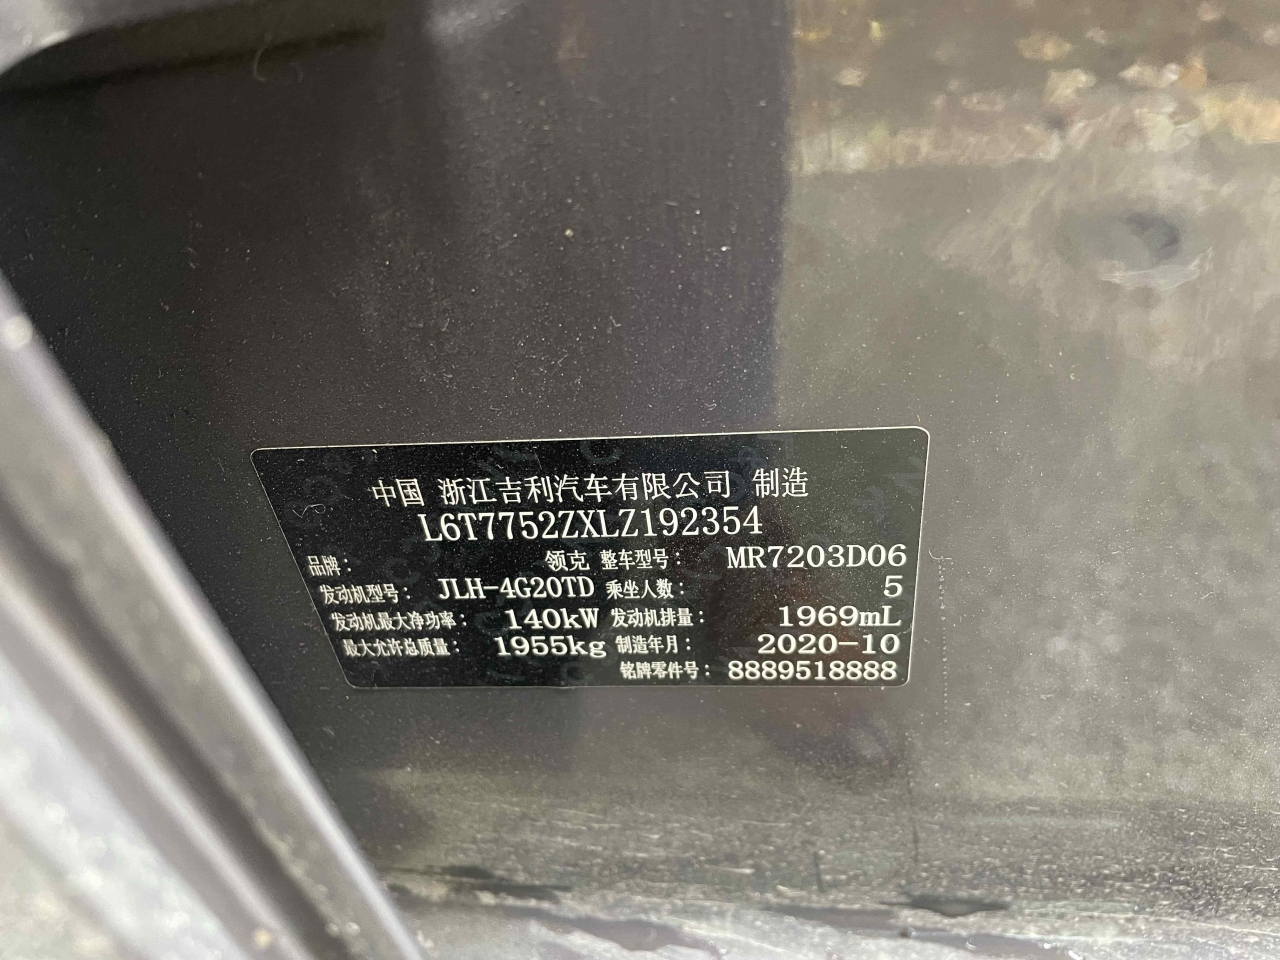 中国 浙江吉利汽车有限公司 制造
L6T7752ZXLZ192354
品牌： 领克 整车型号： MR7203D06
发动机型号： JLH-4G20TD 乘坐人数： 5
发动机最大净功率： 140kW 发动机排量： 1969mL
最大允许总质量： 1955kg 制造年月： 2020-10
铭牌零件号： 8889518888